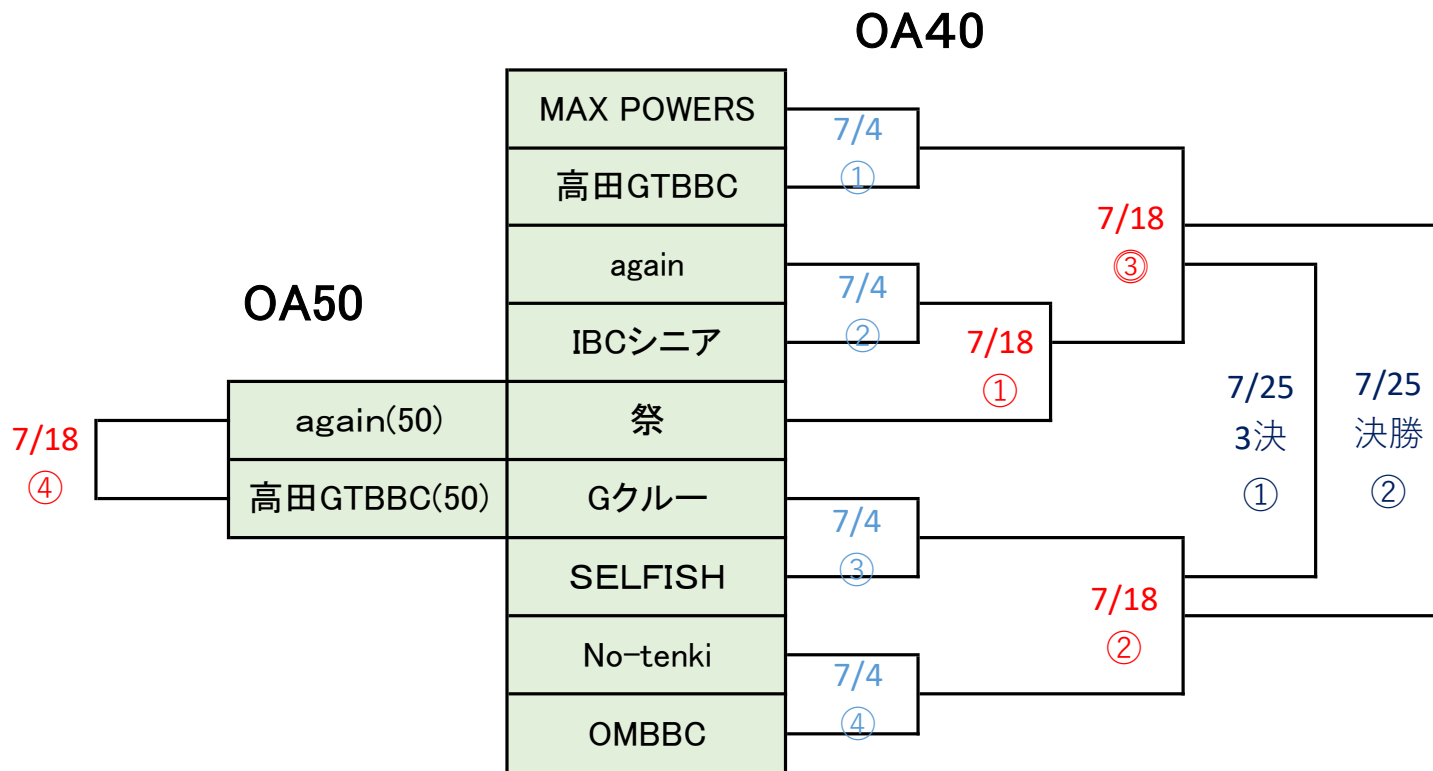 OA40
MAX POWERS
7/4
①
高田GTBBC
7/18
③
again
7/4
②
OA50
IBCシニア
7/18
①
7/25
3決
①
7/25
決勝
②
again(50)
祭
7/18
④
高田GTBBC(50)
Gクルー
7/4
③
SELFISH
7/18
②
No-tenki
7/4
④
OMBBC